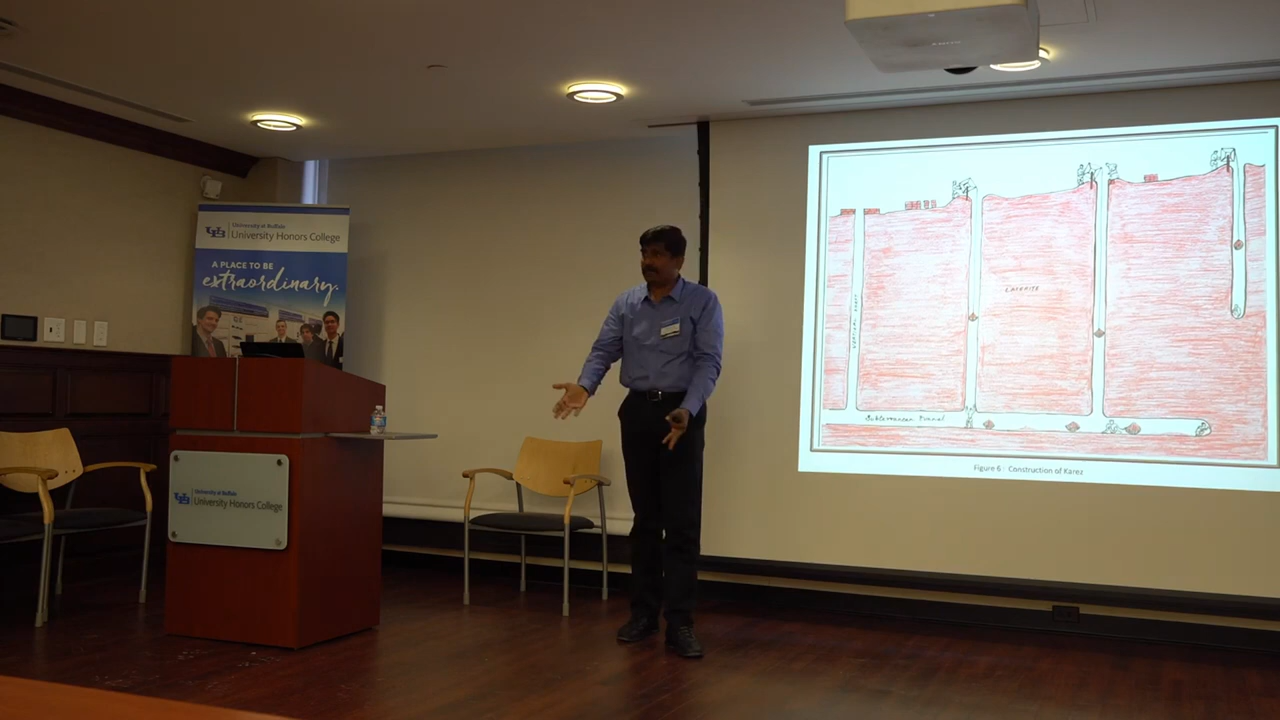 University at Buffalo
University Honors College
A PLACE TO BE
extraordinary.
University at Buffalo
University Honors College
LATERITE
Subterranean Tunnel
Figure 6 : Construction of Karez